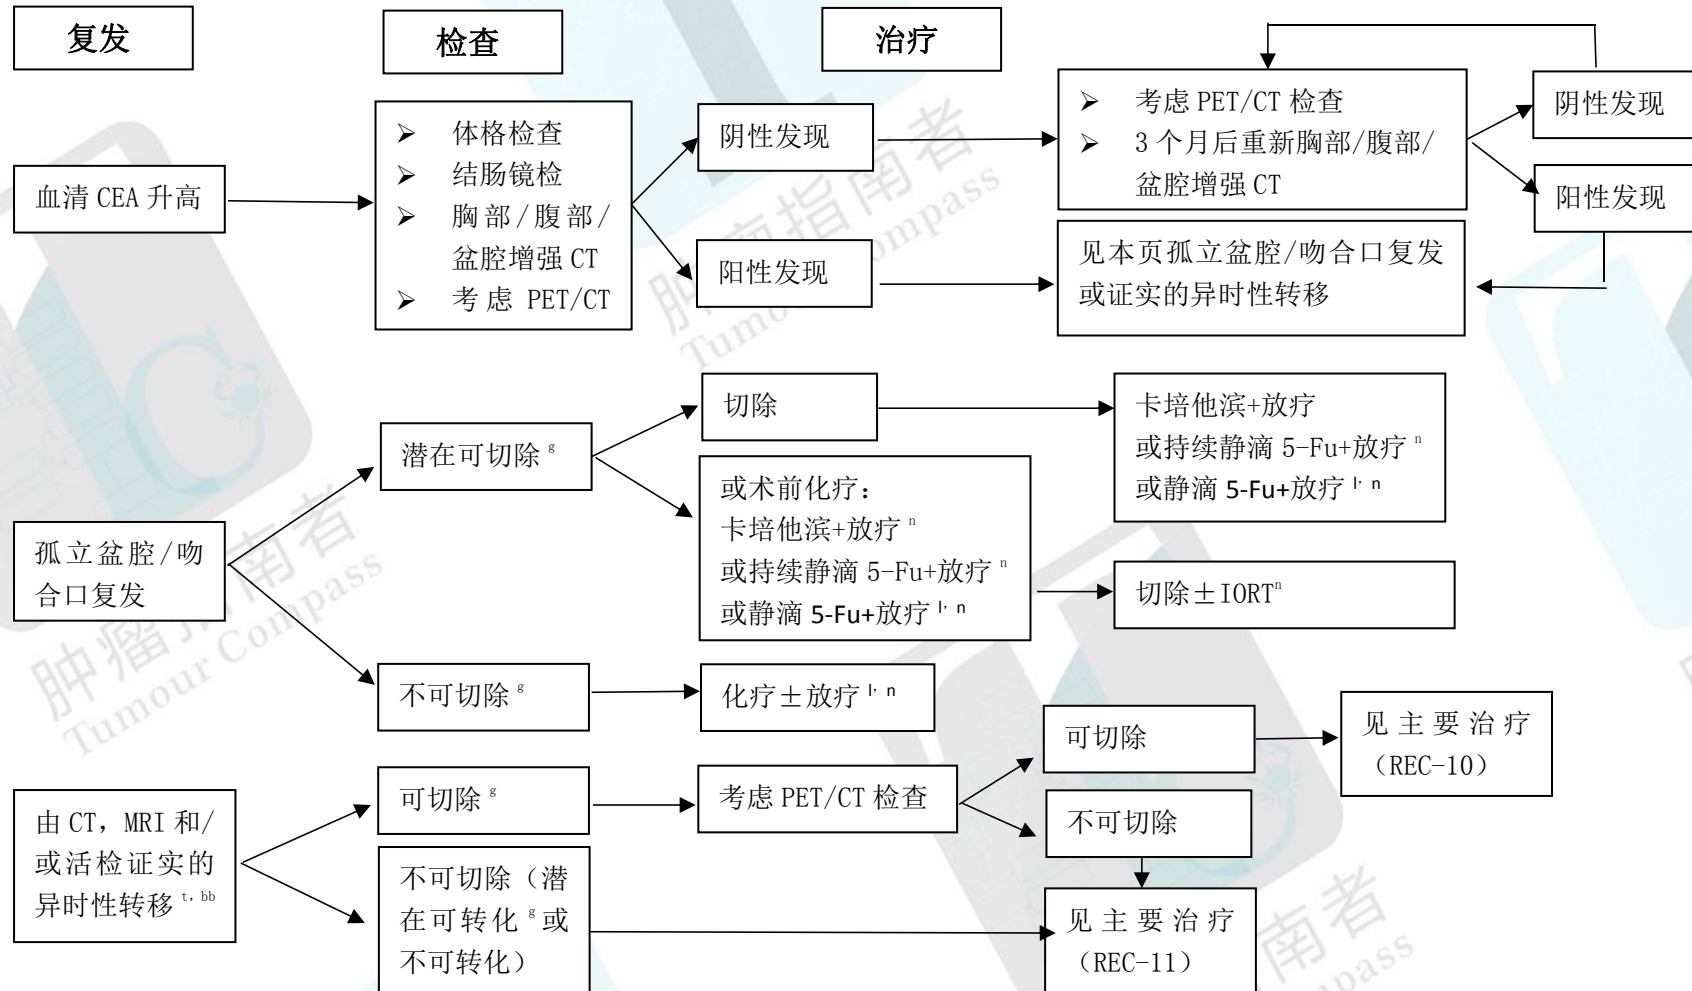 复发
检查
治疗
血清 CEA 升高
➢ 体格检查
➢ 结肠镜检
➢ 胸部/腹部/
盆腔增强 CT
➢ 考虑 PET/CT
阴性发现
阳性发现
➢ 考虑 PET/CT 检查
➢ 3 个月后重新胸部/腹部/
盆腔增强 CT
阴性发现
阳性发现
见本页孤立盆腔/吻合口复发
或证实的异时性转移
孤立盆腔/吻
合口复发
潜在可切除 g
切除
卡培他滨+放疗
或持续静滴 5-Fu+放疗 n
或静滴 5-Fu+放疗 l, n
或术前化疗：
卡培他滨+放疗 n
或持续静滴 5-Fu+放疗 n
或静滴 5-Fu+放疗 l, n
切除±IORT n
不可切除 g
化疗±放疗 l, n
由 CT，MRI 和/
或活检证实的
异时性转移 t, bb
可切除 g
考虑 PET/CT 检查
可切除
见主要治疗
（REC-10）
不可切除
不可切除（潜
在可转化 g 或
不可转化）
见主要治疗
（REC-11）
肿瘤指南者
Tumour Compass
肿瘤指南者
Tumour Compass